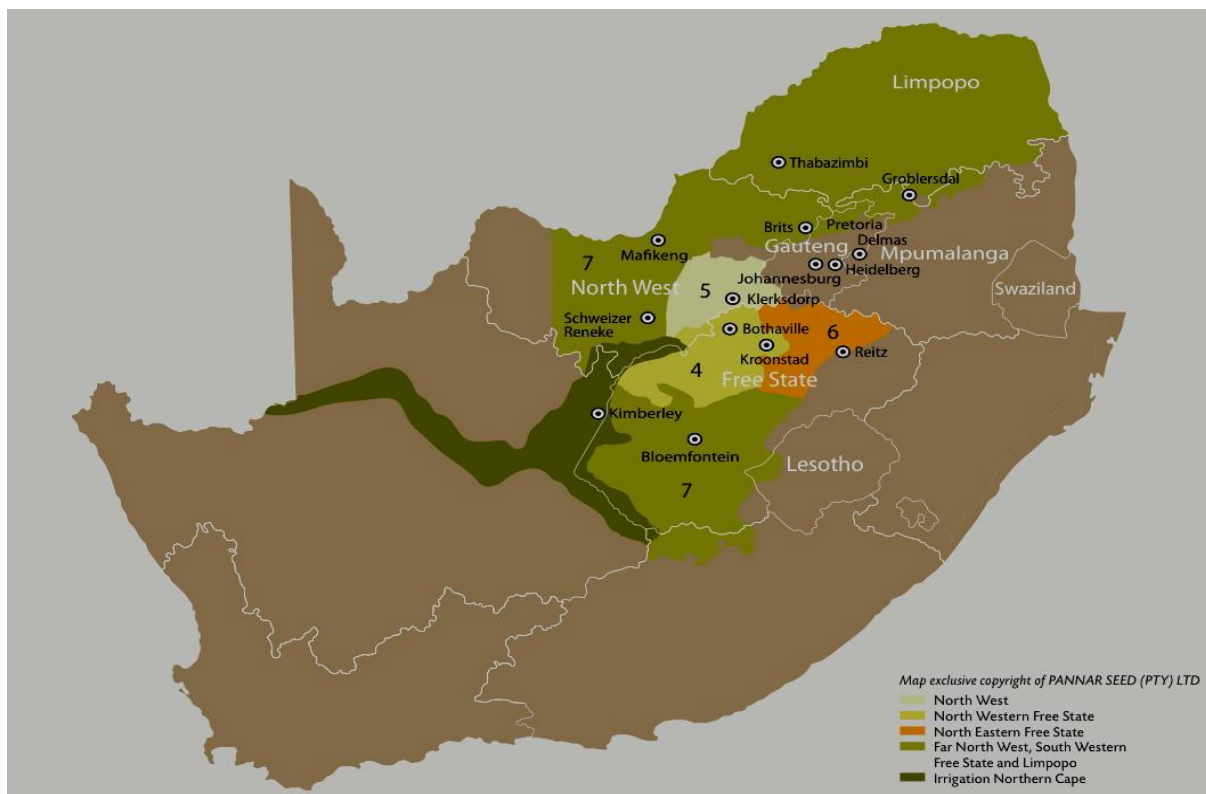 Limpopo
Thabazimbi
Groblersdal
Brits
Pretoria
Delmas
Mafikeng
Gauteng
Mpumalanga
7
Johannesburg
Heidelberg
North West
5
Klerksdorp
Swaziland
Schweizer
Reneke
Bothaville
6
Kroonstad
Reitz
4
Free State
Kimberley
Bloemfontein
Lesotho
7
Map exclusive copyright of PANNAR SEED (PTY) LTD
North West
North Western Free State
North Eastern Free State
Far North West, South Western
Free State and Limpopo
Irrigation Northern Cape